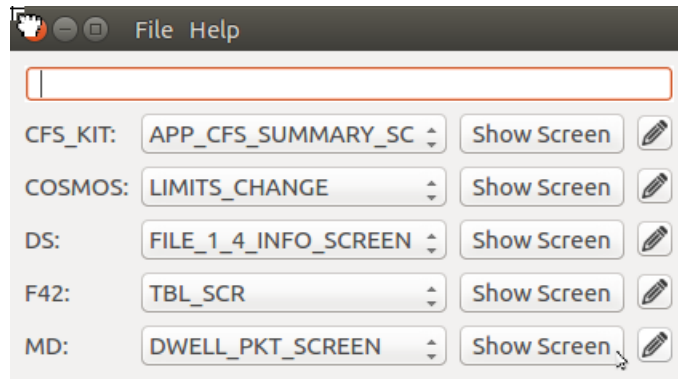 File Help
CFS_KIT: APP_CFS_SUMMARY_SC Show Screen
COSMOS: LIMITS_CHANGE Show Screen
DS: FILE_1_4_INFO_SCREEN Show Screen
F42: TBL_SCR Show Screen
MD: DWELL_PKT_SCREEN Show Screen